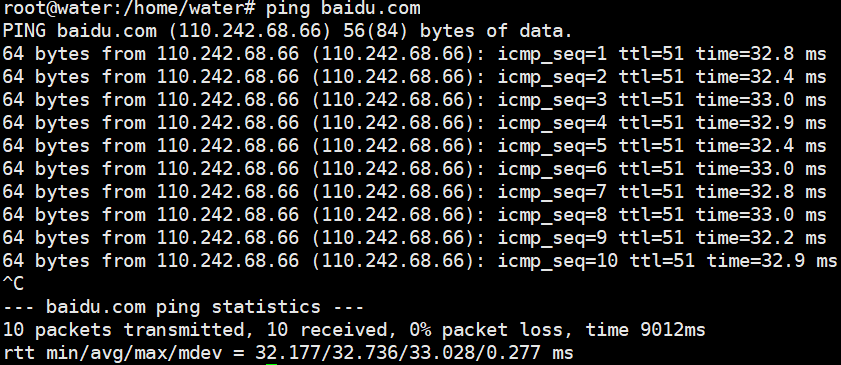 root@water:/home/water# ping baidu.com
PING baidu.com (110.242.68.66) 56(84) bytes of data.
64 bytes from 110.242.68.66 (110.242.68.66): icmp_seq=1 ttl=51 time=32.8 ms
64 bytes from 110.242.68.66 (110.242.68.66): icmp_seq=2 ttl=51 time=32.4 ms
64 bytes from 110.242.68.66 (110.242.68.66): icmp_seq=3 ttl=51 time=33.0 ms
64 bytes from 110.242.68.66 (110.242.68.66): icmp_seq=4 ttl=51 time=32.9 ms
64 bytes from 110.242.68.66 (110.242.68.66): icmp_seq=5 ttl=51 time=32.4 ms
64 bytes from 110.242.68.66 (110.242.68.66): icmp_seq=6 ttl=51 time=33.0 ms
64 bytes from 110.242.68.66 (110.242.68.66): icmp_seq=7 ttl=51 time=32.8 ms
64 bytes from 110.242.68.66 (110.242.68.66): icmp_seq=8 ttl=51 time=33.0 ms
64 bytes from 110.242.68.66 (110.242.68.66): icmp_seq=9 ttl=51 time=32.2 ms
64 bytes from 110.242.68.66 (110.242.68.66): icmp_seq=10 ttl=51 time=32.9 ms
^C
--- baidu.com ping statistics ---
10 packets transmitted, 10 received, 0% packet loss, time 9012ms
rtt min/avg/max/mdev = 32.177/32.736/33.028/0.277 ms